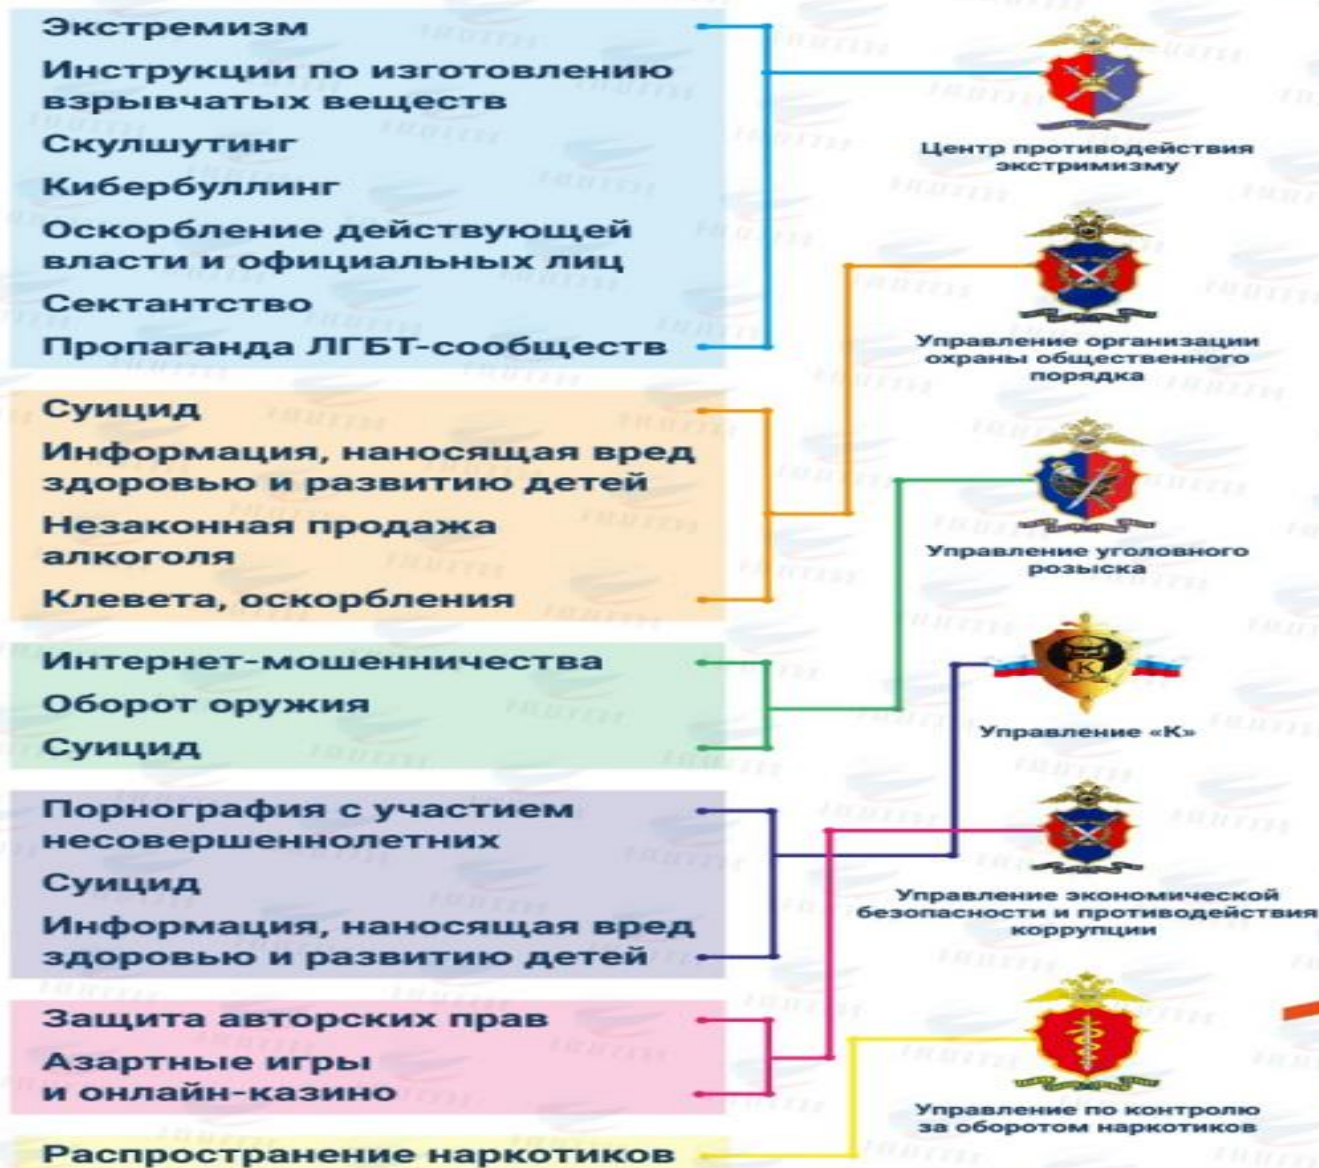 Экстремизм
Инструкции по изготовлению
взрывчатых веществ
Скулшутинг
Кибербуллинг
Оскорбление действующей
власти и официальных лиц
Сектантство
Пропаганда ЛГБТ-сообществ
Суицид
Информация, наносящая вред
здоровью и развитию детей
Незаконная продажа
алкоголя
Клевета, оскорбления
Интернет-мошенничества
Оборот оружия
Суицид
Порнография с участием
несовершеннолетних
Суицид
Информация, наносящая вред
здоровью и развитию детей
Защита авторских прав
Азартные игры
и онлайн-казино
Распространение наркотиков
Центр противодействия
экстримизму
Управление организации
охраны общественного
порядка
Управление уголовного
розыска
К
Управление «К»
Управление экономической
безопасности и противодействия
коррупции
Управление по контролю
за оборотом наркотиков